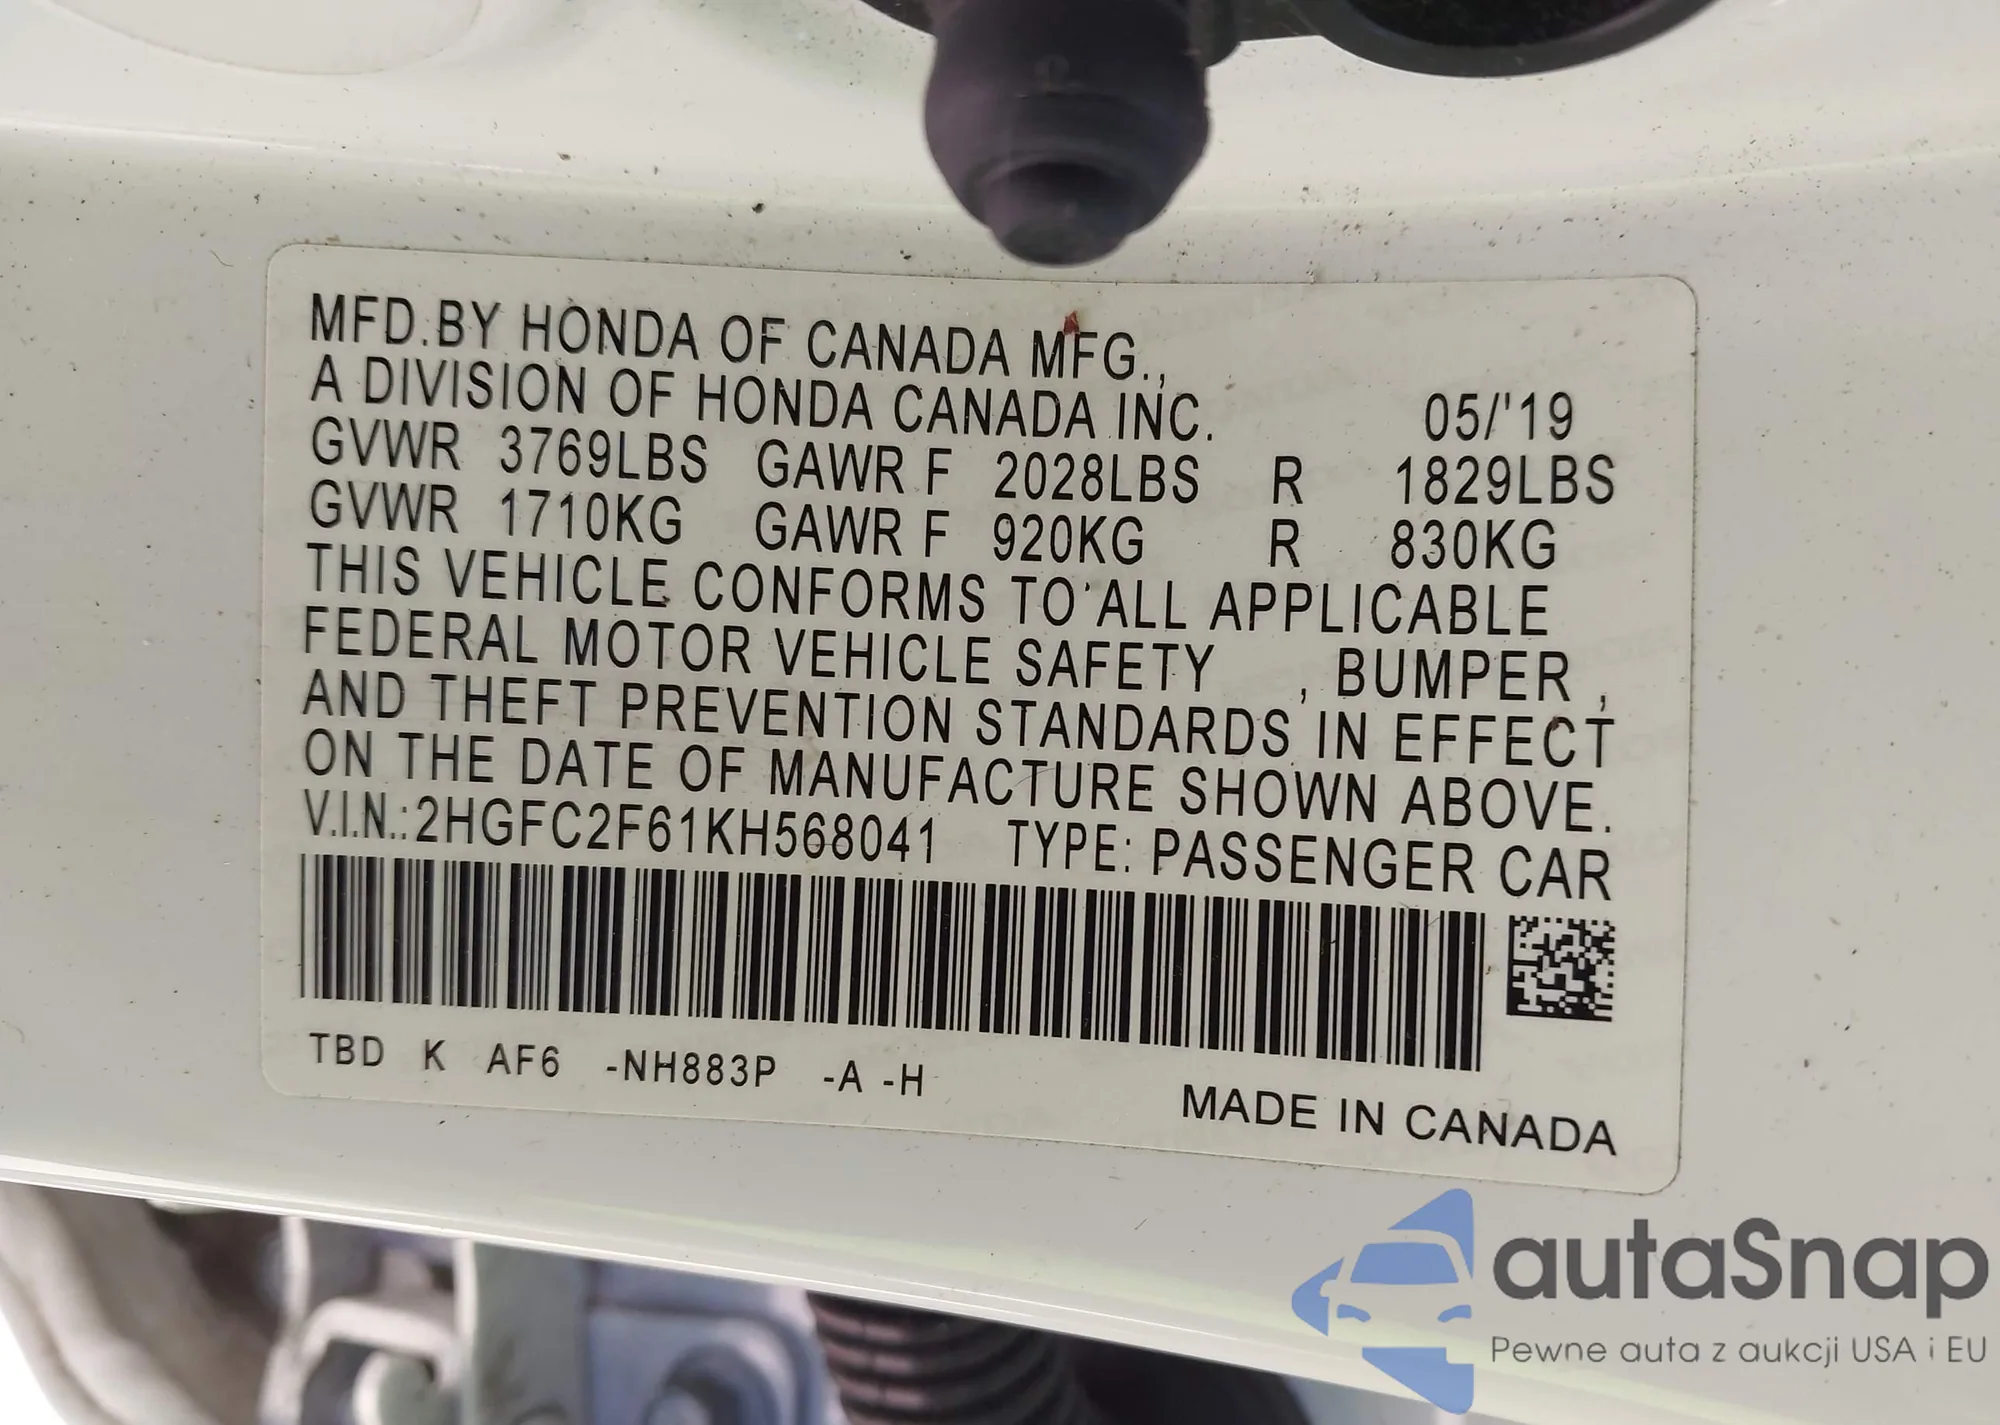 MFD.BY HONDA OF CANADA MFG.,
A DIVISION OF HONDA CANADA INC. 05/'19
GVWR 3769LBS GAWR F 2028LBS R 1829LBS
GVWR 1710KG GAWR F 920KG R 830KG
THIS VEHICLE CONFORMS TO ALL APPLICABLE
FEDERAL MOTOR VEHICLE SAFETY , BUMPER ,
AND THEFT PREVENTION STANDARDS IN EFFECT
ON THE DATE OF MANUFACTURE SHOWN ABOVE.
V.I.N.:2HGFC2F61KH568041 TYPE: PASSENGER CAR
TBD K AF6 -NH883P -A -H
MADE IN CANADA
autaSnap
Pewne auta z aukcji USA i EU